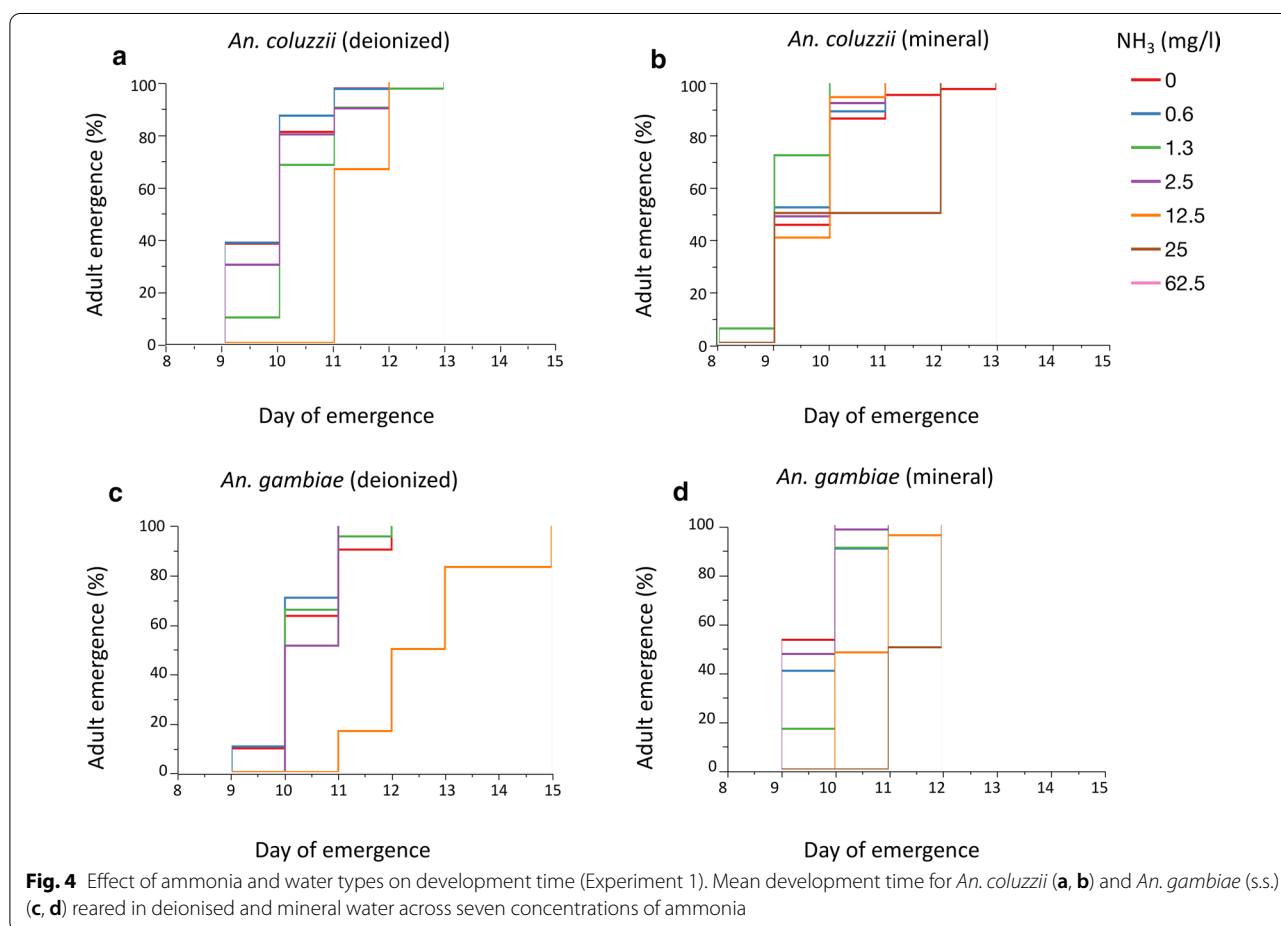 a
An. coluzzii (deionized)
Adult emergence (%)
100
80
60
40
20
0
8 9 10 11 12 13 14 15
Day of emergence
b
An. coluzzii (mineral)
Adult emergence (%)
100
80
60
40
20
0
8 9 10 11 12 13 14 15
Day of emergence
NH₃ (mg/l)
0
0.6
1.3
2.5
12.5
25
62.5
c
An. gambiae (deionized)
Adult emergence (%)
100
80
60
40
20
0
8 9 10 11 12 13 14 15
Day of emergence
d
An. gambiae (mineral)
Adult emergence (%)
100
80
60
40
20
0
8 9 10 11 12 13 14 15
Day of emergence
Fig. 4 Effect of ammonia and water types on development time (Experiment 1). Mean development time for An. coluzzii (a, b) and An. gambiae (s.s.)
(c, d) reared in deionised and mineral water across seven concentrations of ammonia